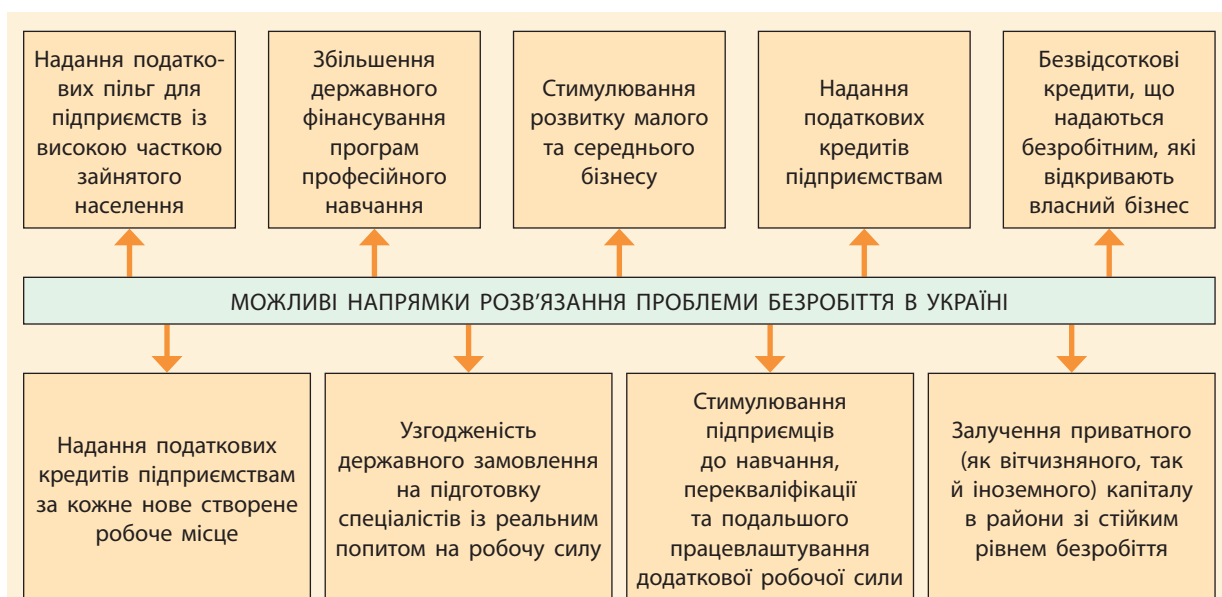 Надання податко-
вих пільг для
підприємств із
високою часткою
зайнятого
населення
Збільшення
державного
фінансування
програм
професійного
навчання
Стимулювання
розвитку малого
та середнього
бізнесу
Надання
податкових
кредитів
підприємствам
Безвідсоткові
кредити, що
надаються
безробітним, які
відкривають
власний бізнес
МОЖЛИВІ НАПРЯМКИ РОЗВ'ЯЗАННЯ ПРОБЛЕМИ БЕЗРОБІТТЯ В УКРАЇНІ
Надання податкових
кредитів підприємствам
за кожне нове створене
робоче місце
Узгодженість
державного замовлення
на підготовку
спеціалістів із реальним
попитом на робочу силу
Стимулювання
підприємців
до навчання,
перекваліфікації
та подальшого
працевлаштування
додаткової робочої сили
Залучення приватного
(як вітчизняного, так
й іноземного) капіталу
в райони зі стійким
рівнем безробіття